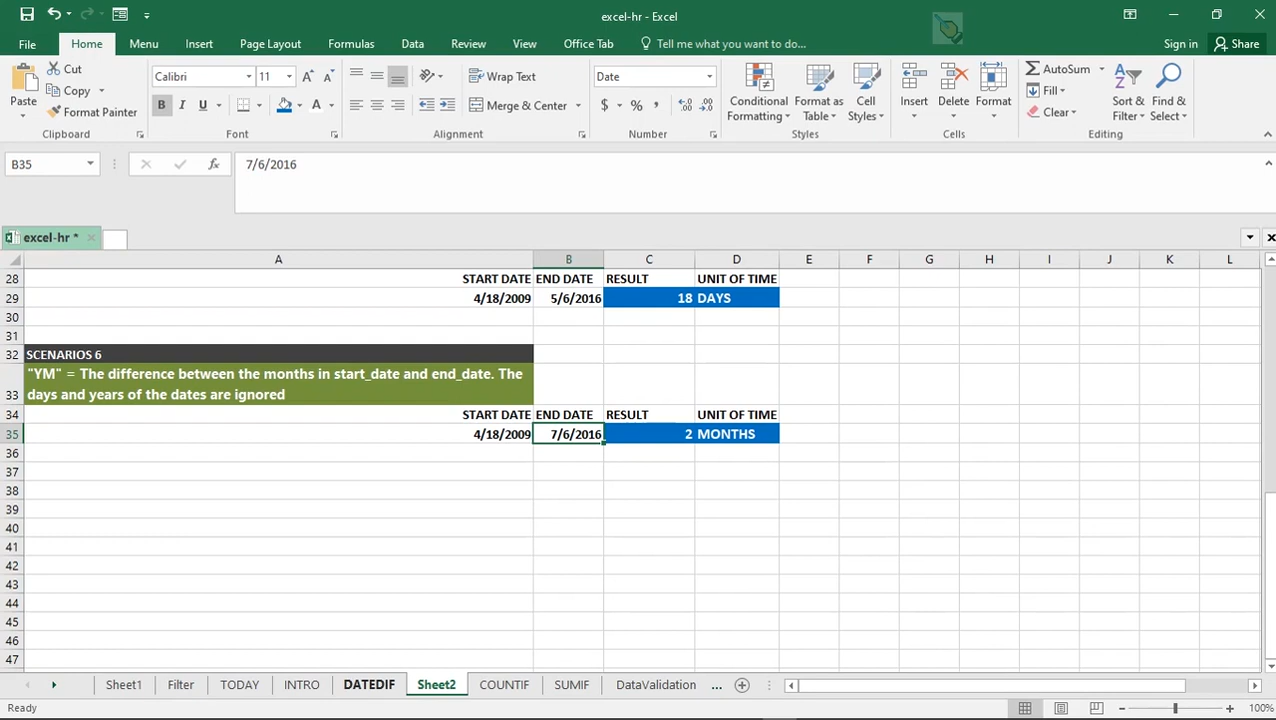 excel-hr - Excel
File Home Menu Insert Page Layout Formulas Data Review View Office Tab Tell me what you want to do... Sign in Share
Paste
Cut
Copy
Format Painter
Clipboard
Calibri 11
B I U
Font
Wrap Text
Merge & Center
Alignment
Date
$ % ,
Number
Conditional
Formatting
Format as
Table
Cell
Styles
Styles
Insert
Delete
Format
Cells
AutoSum
Fill
Clear
Sort &
Filter
Find &
Select
Editing
B35 fx 7/6/2016
excel-hr *
A B C D E F G H I J K L
28 START DATE END DATE RESULT UNIT OF TIME
29 4/18/2009 5/6/2016 18 DAYS
30
31
32 SCENARIOS 6
"YM" = The difference between the months in start_date and end_date. The
33 days and years of the dates are ignored
34 START DATE END DATE RESULT UNIT OF TIME
35 4/18/2009 7/6/2016 2 MONTHS
36
37
38
39
40
41
42
43
44
45
46
47
Sheet1 Filter TODAY INTRO DATEDIF Sheet2 COUNTIF SUMIF DataValidation ...
Ready 100%